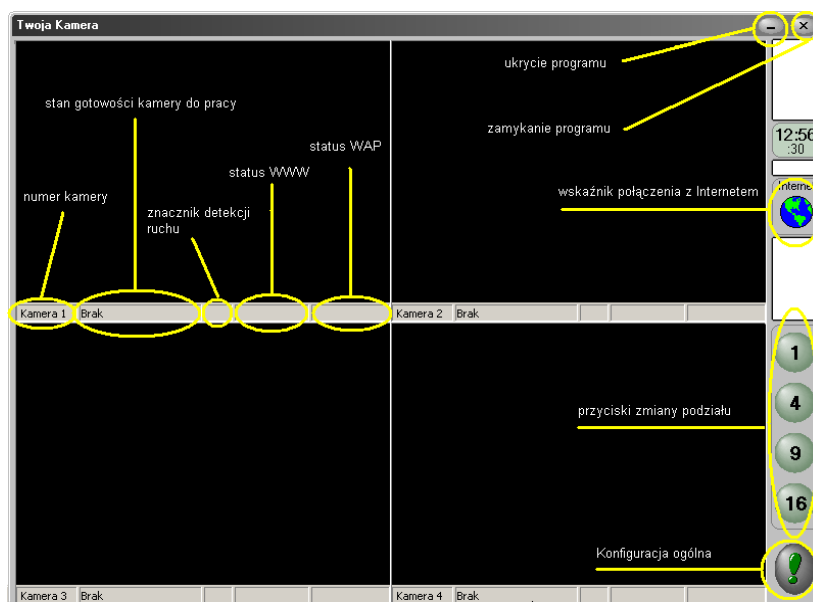 Twoja Kamera
ukrycie programu
stan gotowości kamery do pracy
zamykanie programu
12:56
:30
status WAP
status WWW
Interne
numer kamery
wskaźnik połączenia z Internetem
znacznik detekcji
ruchu
Kamera 1 Brak
Kamera 2 Brak
1
przyciski zmiany podziału
4
9
16
Konfiguracja ogólna
Kamera 3 Brak
Kamera 4 Brak